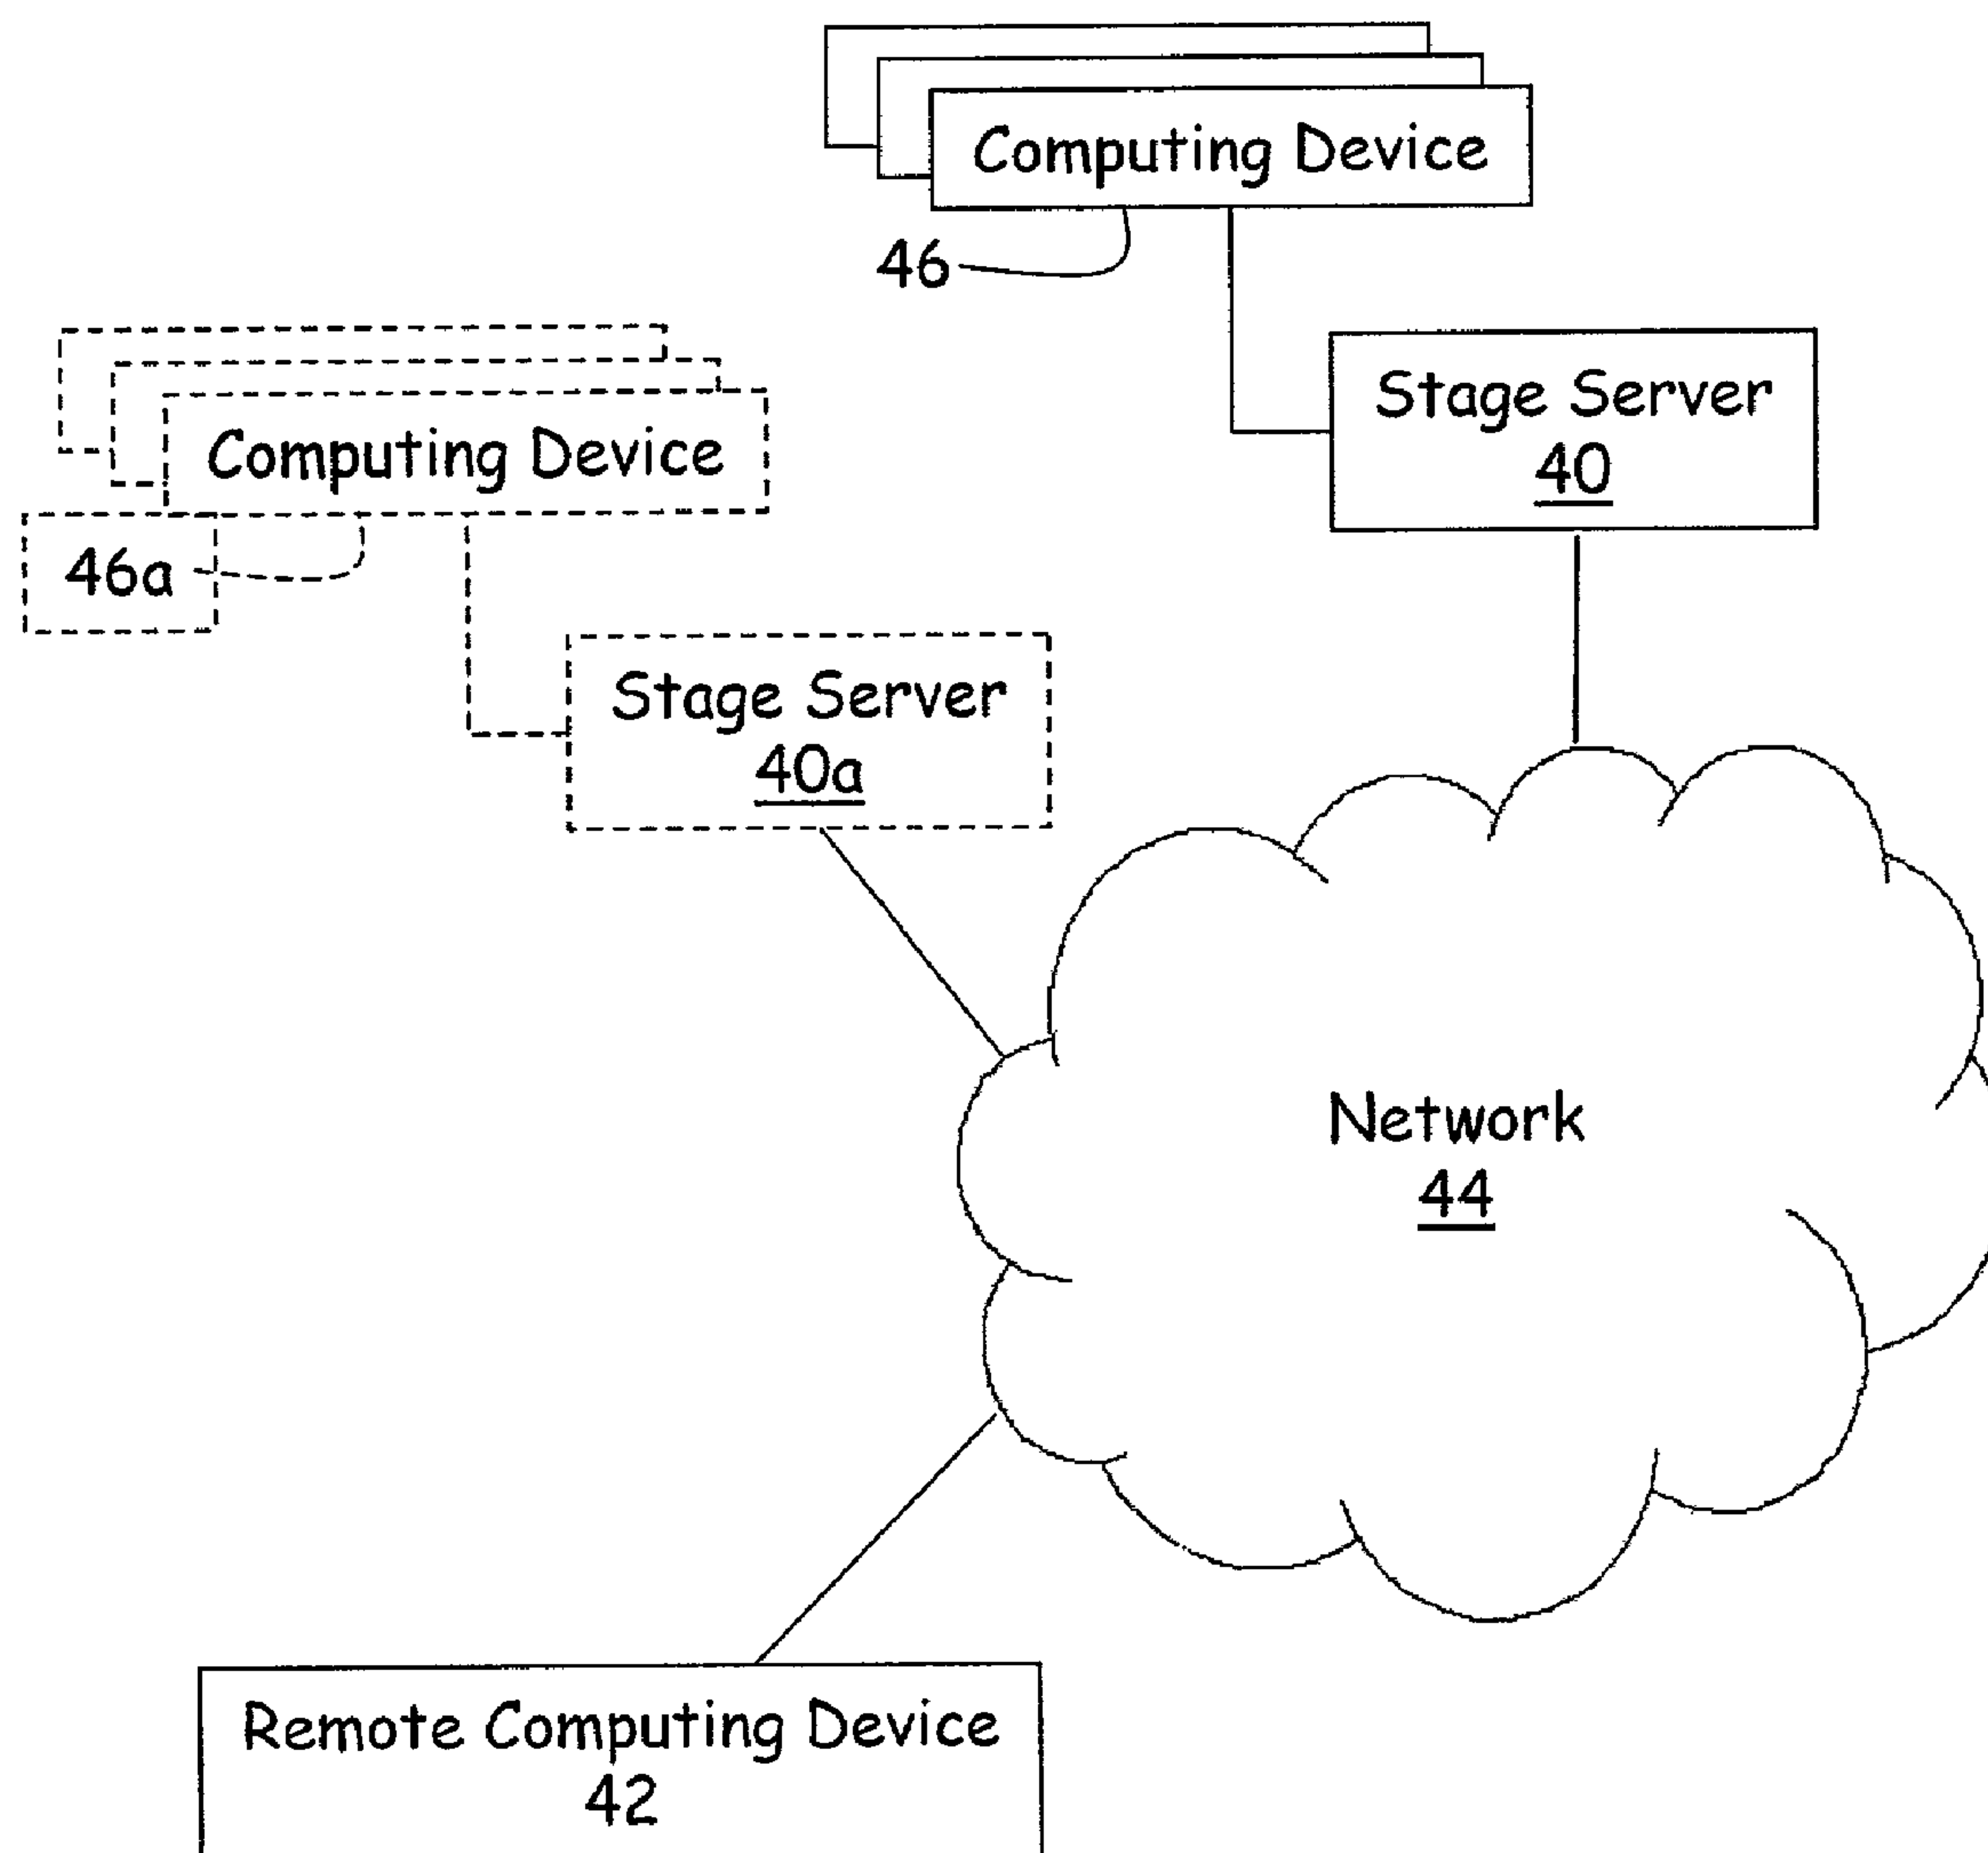 Computing Device
46
Stage Server
40
Computing Device
46a
Stage Server
40a
Network
44
Remote Computing Device
42